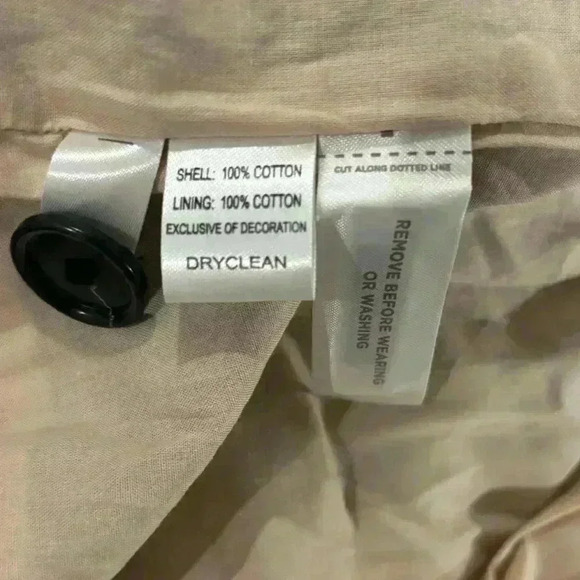 SHELL: 100% COTTON
LINING: 100% COTTON
EXCLUSIVE OF DECORATION
DRYCLEAN
CUT ALONG DOTTED LINE
REMOVE BEFORE WEARING
OR WASHING